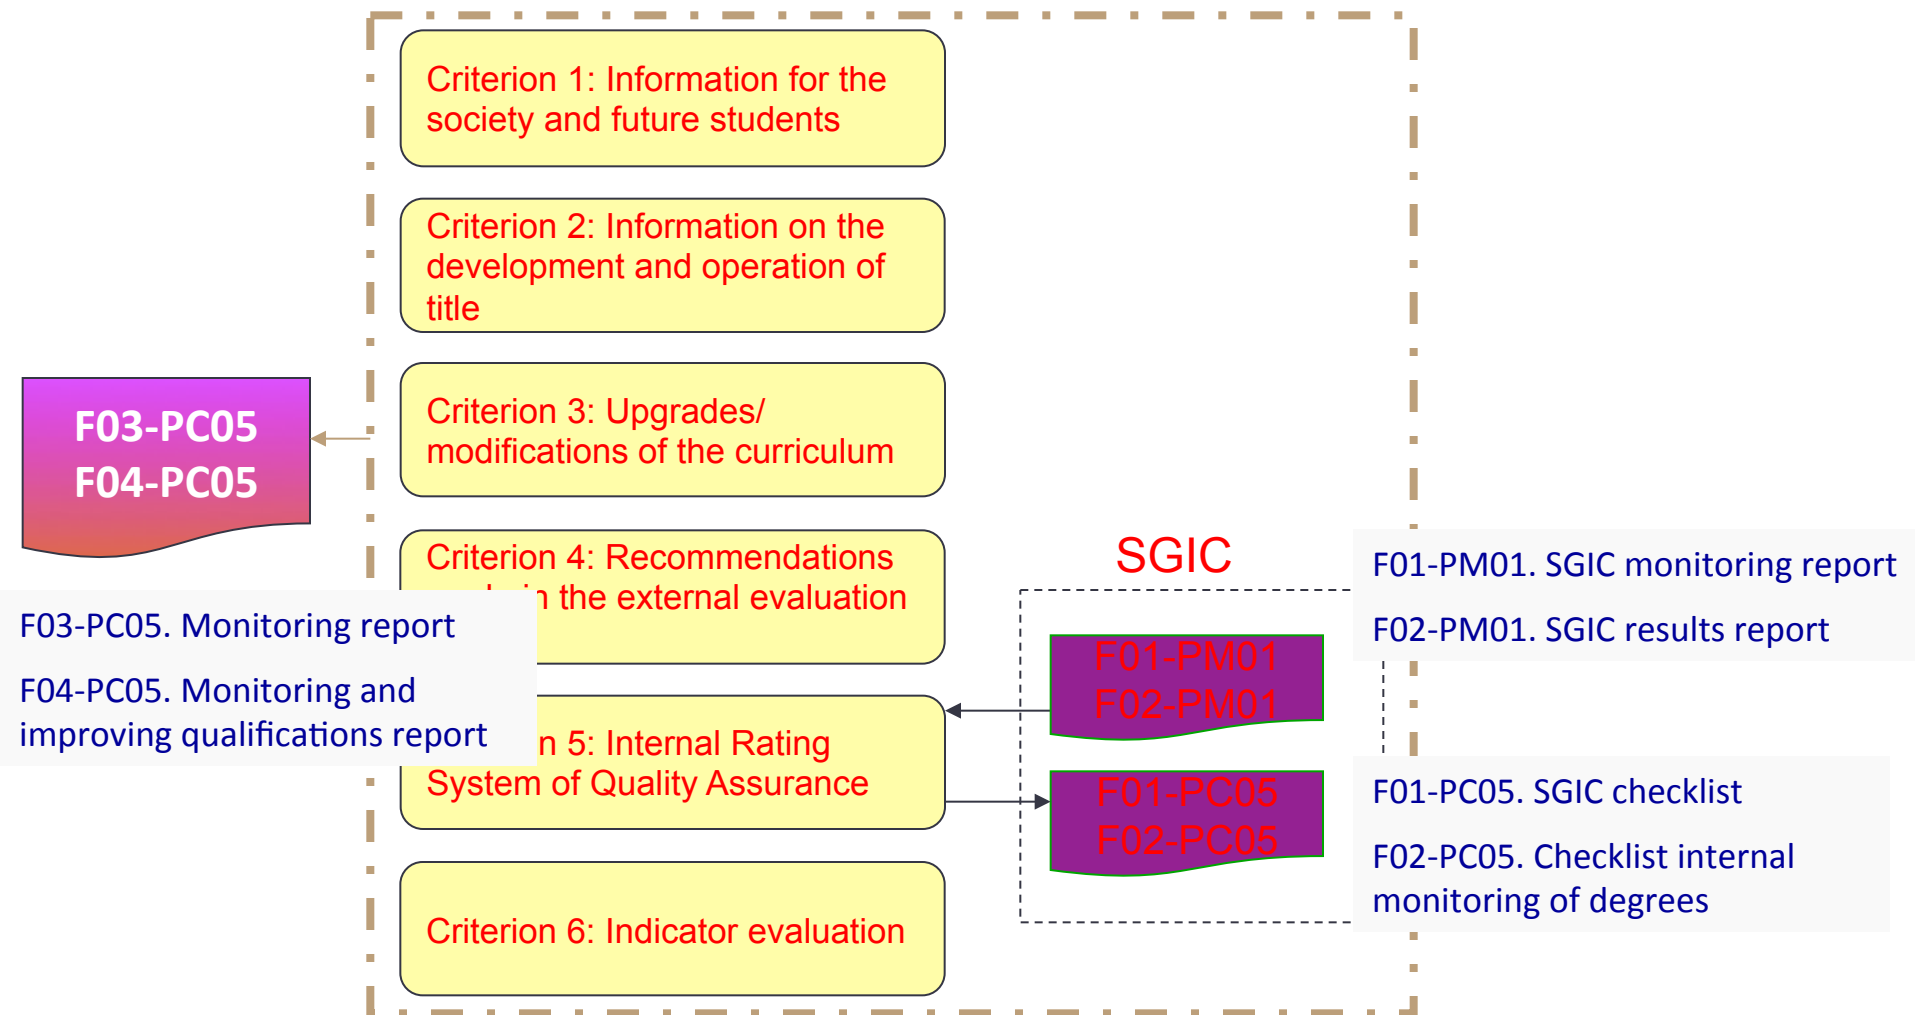 Criterion 1: Information for the
society and future students
Criterion 2: Information on the
development and operation of
title
Criterion 3: Upgrades/
modifications of the curriculum
F03-PC05
F04-PC05
Criterion 4: Recommendations
in the external evaluation
F03-PC05. Monitoring report
F04-PC05. Monitoring and
improving qualifications report
n 5: Internal Rating
System of Quality Assurance
Criterion 6: Indicator evaluation
SGIC
F01-PM01
F02-PM01
F01-PC05
F02-PC05
F01-PM01. SGIC monitoring report
F02-PM01. SGIC results report
F01-PC05. SGIC checklist
F02-PC05. Checklist internal
monitoring of degrees